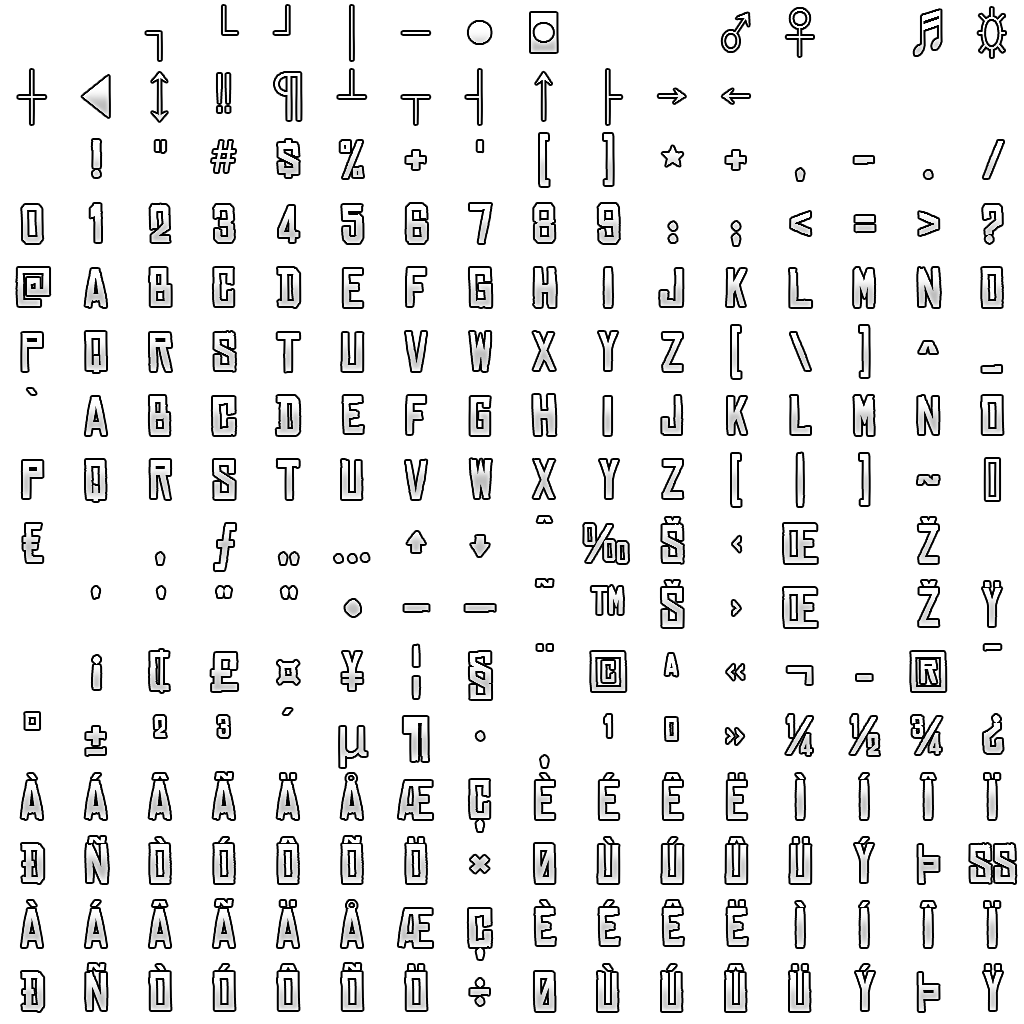 ┐ └ ┘ │ ─ ○ ◙ ♂ ♀ ♫ ☼
┼ ◄ ↕ ‼ ¶ ┴ ┬ ┤ ↑ ├ → ←
! " # $ % + ' [ ] * + , - . /
0 1 2 3 4 5 6 7 8 9 : ; < = > ?
@ A B C D E F G H I J K L M N O
P Q R S T U V W X Y Z [ \ ] ^ _
` A B C D E F G H I J K L M N O
P Q R S T U V W X Y Z [ | ] ~ ▯
€ ‚ ƒ „ … ↑ ↓ ˆ ‰ Š ‹ Œ Ž
‘ ’ “ ” • – — ˜ ™ Š › Œ Ž Ÿ
¡ ¢ £ ¤ ¥ ¦ § ¨ © ª « ¬ - ® ¯
° ± ² ³ ´ µ ¶ · ¸ ¹ º » ¼ ½ ¾ ¿
À Á Â Ã Ä Å Æ Ç È É Ê Ë Ì Í Î Ï
Ð Ñ Ò Ó Ô Õ Ö × Ø Ù Ú Û Ü Ý Þ SS
À Á Â Ã Ä Å Æ Ç È É Ê Ë Ì Í Î Ï
Ð Ñ Ò Ó Ô Õ Ö ÷ Ø Ù Ú Û Ü Ý Þ Ÿ